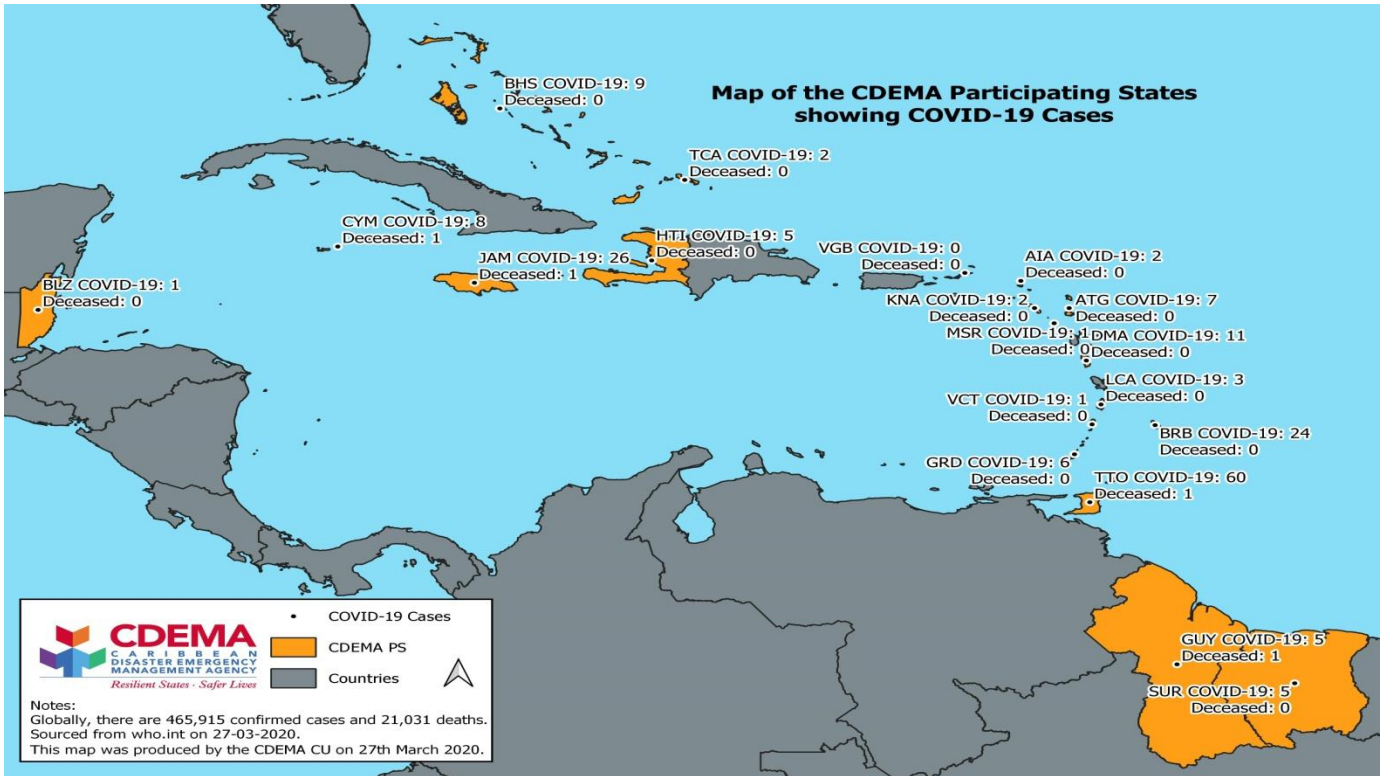 Map of the CDEMA Participating States
showing COVID-19 Cases
BHS COVID-19: 9
Deceased: 0
TCA COVID-19: 2
Deceased: 0
CYM COVID-19: 8
Deceased: 1
HTI COVID-19: 5
Deceased: 0
JAM COVID-19: 26
Deceased: 1
VGB COVID-19: 0
Deceased: 0
AIA COVID-19: 2
Deceased: 0
BLZ COVID-19: 1
Deceased: 0
KNA COVID-19: 2
Deceased: 0
ATG COVID-19: 7
Deceased: 0
MSR COVID-19: 1
Deceased: 0
DMA COVID-19: 11
Deceased: 0
LCA COVID-19: 3
Deceased: 0
VCT COVID-19: 1
Deceased: 0
BRB COVID-19: 24
Deceased: 0
GRD COVID-19: 6
Deceased: 0
TTO COVID-19: 60
Deceased: 1
GUY COVID-19: 5
Deceased: 1
SUR COVID-19: 5
Deceased: 0
CDEMA
CARIBBEAN
DISASTER EMERGENCY
MANAGEMENT AGENCY
Resilient States · Safer Lives
COVID-19 Cases
CDEMA PS
Countries
Notes:
Globally, there are 465,915 confirmed cases and 21,031 deaths.
Sourced from who.int on 27-03-2020.
This map was produced by the CDEMA CU on 27th March 2020.